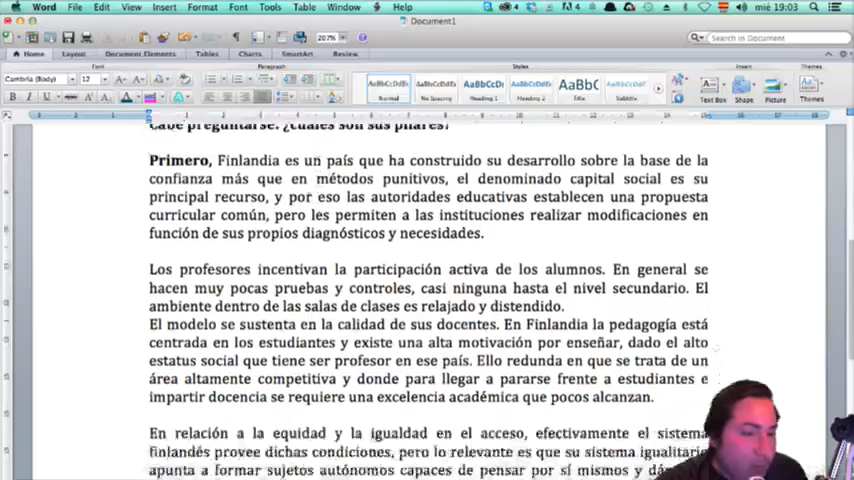 Word File Edit View Insert Format Font Tools Table Window Help
mié 19:03
Document1
207%
Search in Document
Home Layout Document Elements Tables Charts SmartArt Review
Font Paragraph Styles Insert Themes
Cambria (Body) 12
Normal No Spacing Heading 1 Heading 2 Title Subtitle Text Box Shape Picture Themes
Cabe preguntarse: ¿Cuáles son sus pilares?
Primero, Finlandia es un país que ha construido su desarrollo sobre la base de la
confianza más que en métodos punitivos, el denominado capital social es su
principal recurso, y por eso las autoridades educativas establecen una propuesta
curricular común, pero les permiten a las instituciones realizar modificaciones en
función de sus propios diagnósticos y necesidades.
Los profesores incentivan la participación activa de los alumnos. En general se
hacen muy pocas pruebas y controles, casi ninguna hasta el nivel secundario. El
ambiente dentro de las salas de clases es relajado y distendido.
El modelo se sustenta en la calidad de sus docentes. En Finlandia la pedagogía está
centrada en los estudiantes y existe una alta motivación por enseñar, dado el alto
estatus social que tiene ser profesor en ese país. Ello redunda en que se trata de un
área altamente competitiva y donde para llegar a pararse frente a estudiantes e
impartir docencia se requiere una excelencia académica que pocos alcanzan.
En relación a la equidad y la igualdad en el acceso, efectivamente el sistema
finlandés provee dichas condiciones, pero lo relevante es que su sistema igualitario
apunta a formar sujetos autónomos capaces de pensar por sí mismos y